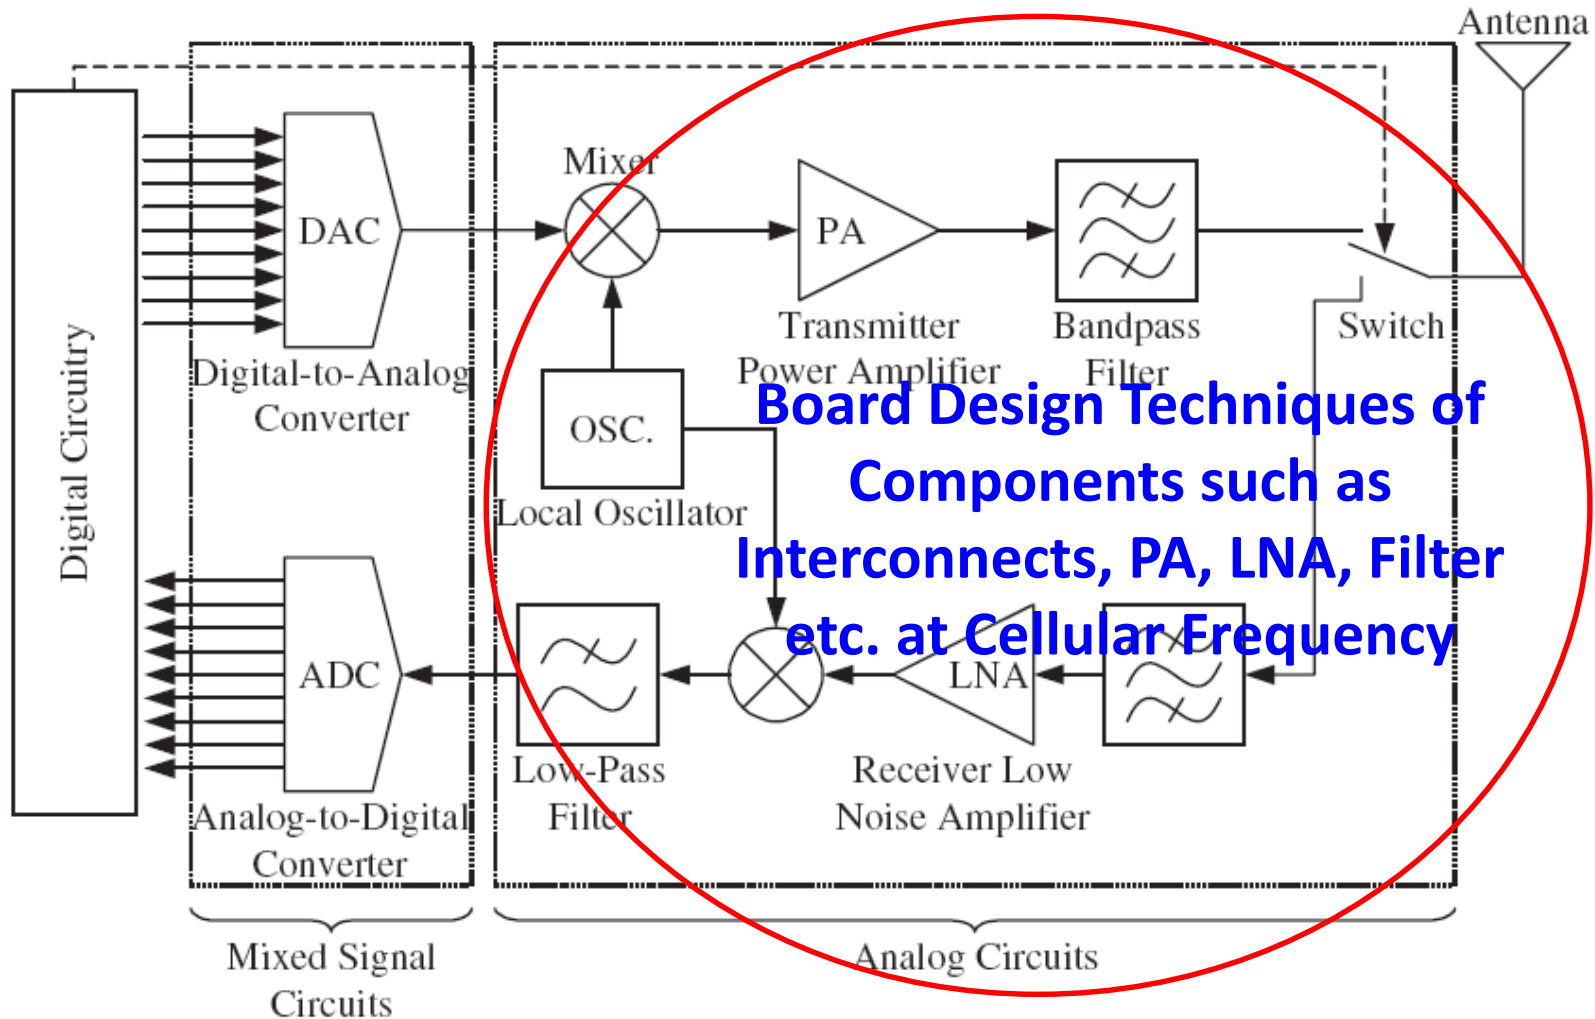 Antenna
Mixer
DAC
PA
Digital-to-Analog
Converter
Transmitter
Power Amplifier
Bandpass
Filter
Switch
Digital Circuitry
OSC.
Local Oscillator
Board Design Techniques of
Components such as
Interconnects, PA, LNA, Filter
etc. at Cellular Frequency
ADC
LNA
Analog-to-Digital
Converter
Low-Pass
Filter
Receiver Low
Noise Amplifier
Mixed Signal
Circuits
Analog Circuits